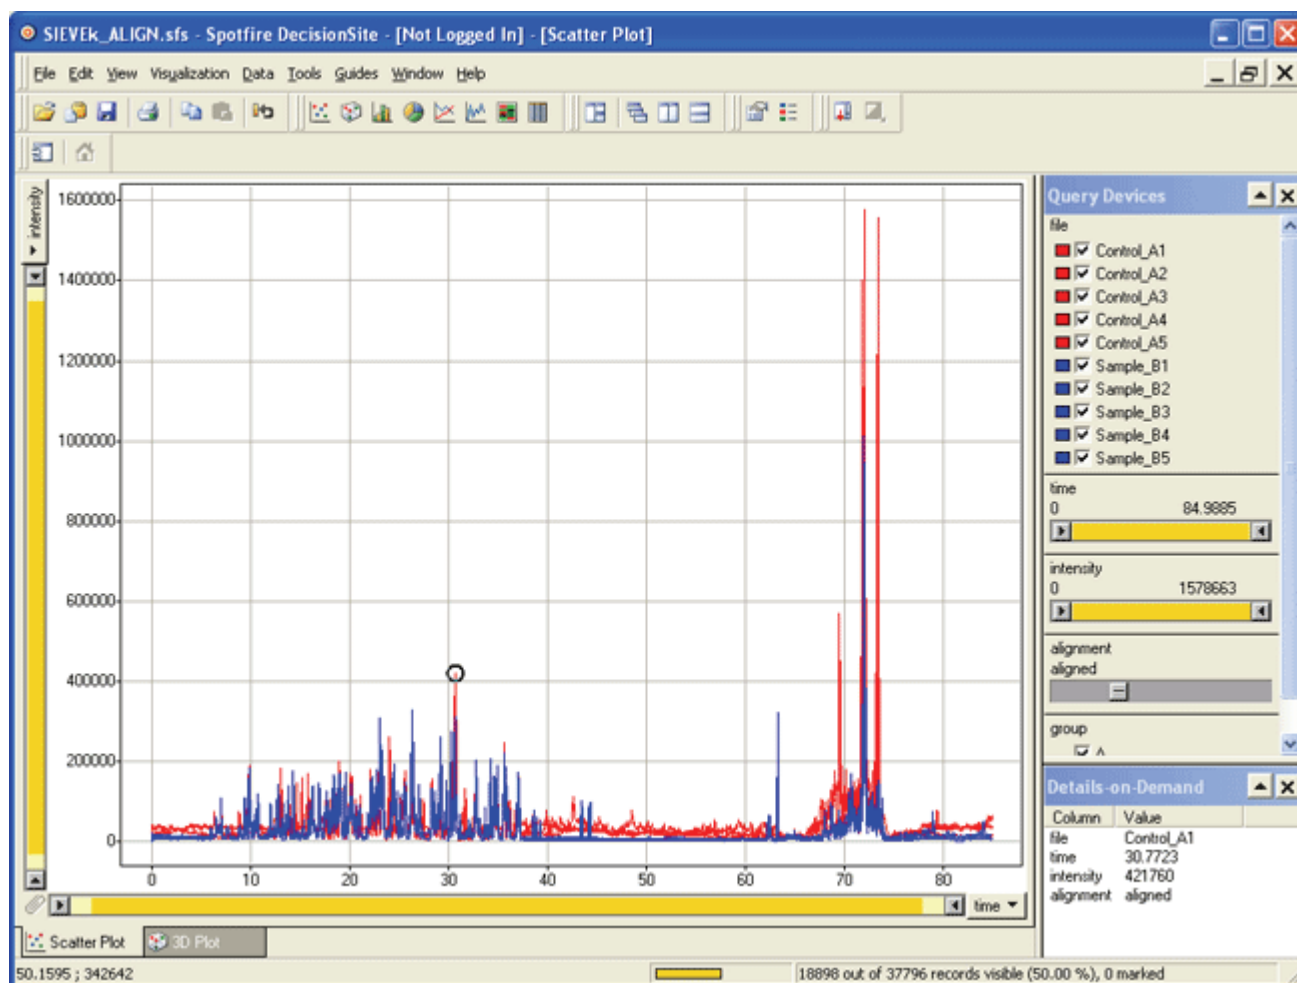 SIEVEk_ALIGN.sfs - Spotfire DecisionSite - [Not Logged In] - [Scatter Plot]
File Edit View Visualization Data Tools Guides Window Help
intensity
1600000
1400000
1200000
1000000
800000
600000
400000
200000
0
0 10 20 30 40 50 60 70 80
time
Query Devices
file
Control_A1
Control_A2
Control_A3
Control_A4
Control_A5
Sample_B1
Sample_B2
Sample_B3
Sample_B4
Sample_B5
time
0 84.9885
intensity
0 1578663
alignment
aligned
group
A
Details-on-Demand
Column Value
file Control_A1
time 30.7723
intensity 421760
alignment aligned
Scatter Plot 3D Plot
50.1595 ; 342642
18898 out of 37796 records visible (50.00 %), 0 marked